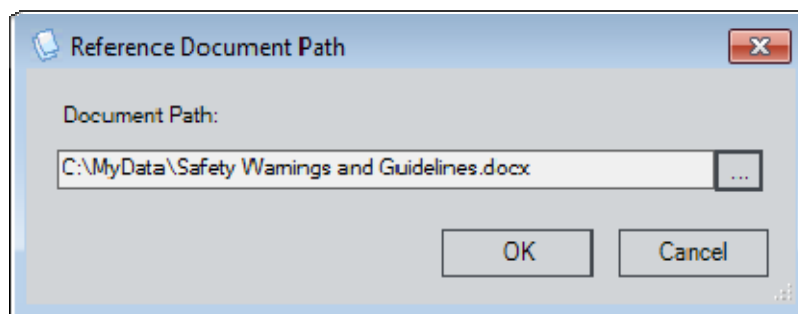 Reference Document Path
Document Path:
C:\MyData\Safety Warnings and Guidelines.docx
...
OK
Cancel